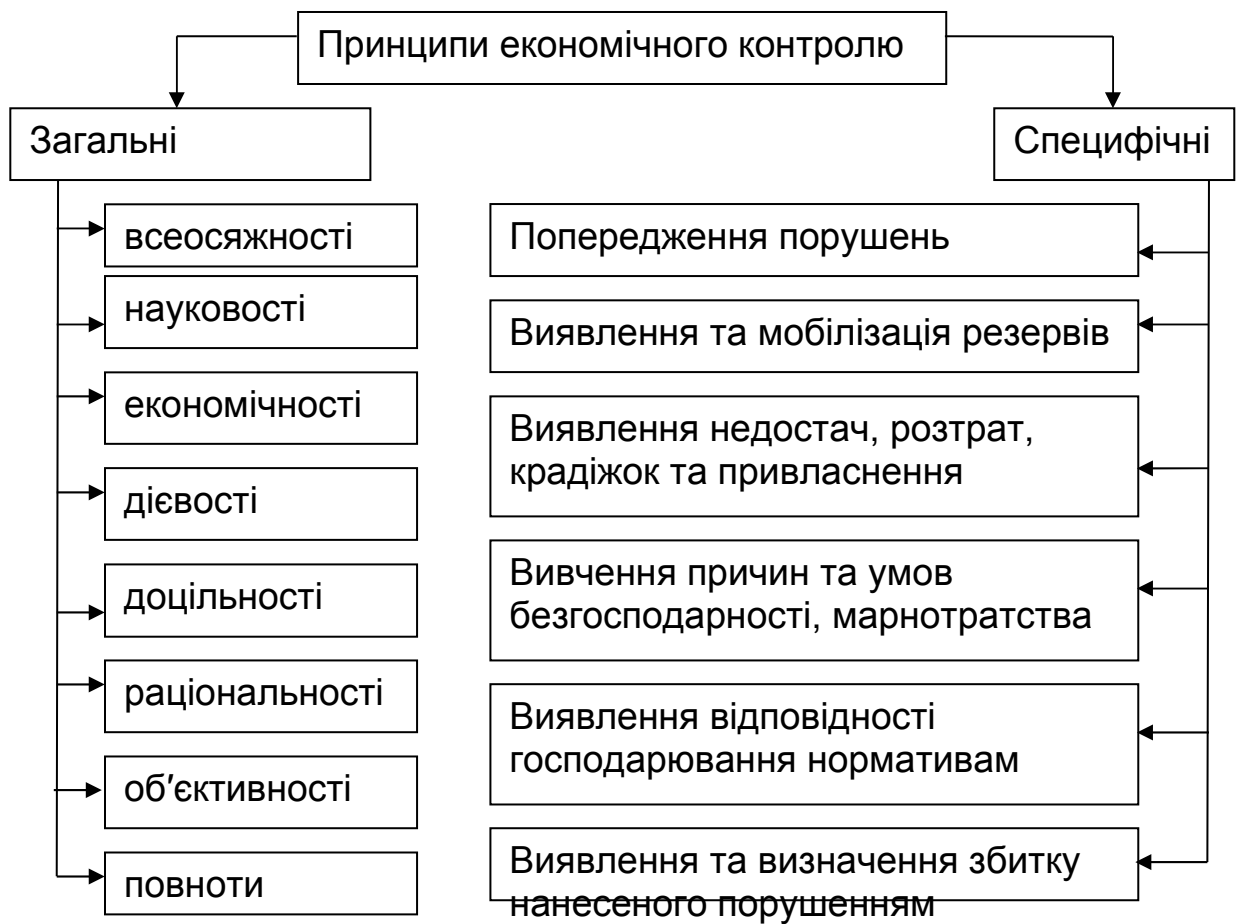 Принципи економічного контролю
Загальні
Специфічні
всеосяжності
науковості
економічності
дієвості
доцільності
раціональності
об′єктивності
повноти
Попередження порушень
Виявлення та мобілізація резервів
Виявлення недостач, розтрат,
крадіжок та привласнення
Вивчення причин та умов
безгосподарності, марнотратства
Виявлення відповідності
господарювання нормативам
Виявлення та визначення збитку
нанесеного порушенням